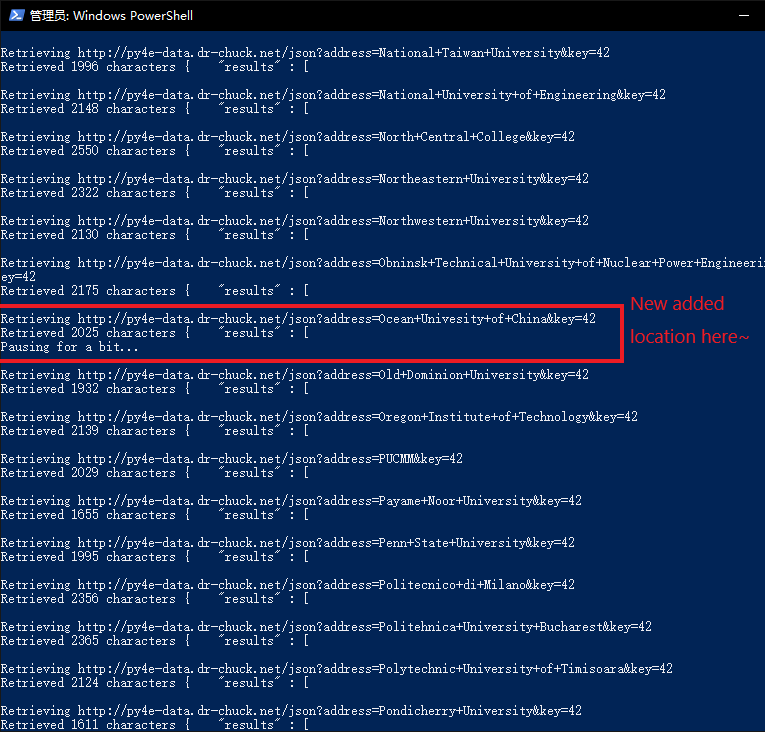 管理员: Windows PowerShell
Retrieving http://py4e-data.dr-chuck.net/json?address=National+Taiwan+University&key=42
Retrieved 1996 characters {    "results" : [
Retrieving http://py4e-data.dr-chuck.net/json?address=National+University+of+Engineering&key=42
Retrieved 2148 characters {    "results" : [
Retrieving http://py4e-data.dr-chuck.net/json?address=North+Central+College&key=42
Retrieved 2550 characters {    "results" : [
Retrieving http://py4e-data.dr-chuck.net/json?address=Northeastern+University&key=42
Retrieved 2322 characters {    "results" : [
Retrieving http://py4e-data.dr-chuck.net/json?address=Northwestern+University&key=42
Retrieved 2130 characters {    "results" : [
Retrieving http://py4e-data.dr-chuck.net/json?address=Obninsk+Technical+University+of+Nuclear+Power+Engineeri
ey=42
Retrieved 2175 characters {    "results" : [
Retrieving http://py4e-data.dr-chuck.net/json?address=Ocean+Univesity+of+China&key=42
Retrieved 2025 characters {    "results" : [
Pausing for a bit...
New added
location here~
Retrieving http://py4e-data.dr-chuck.net/json?address=Old+Dominion+University&key=42
Retrieved 1932 characters {    "results" : [
Retrieving http://py4e-data.dr-chuck.net/json?address=Oregon+Institute+of+Technology&key=42
Retrieved 2139 characters {    "results" : [
Retrieving http://py4e-data.dr-chuck.net/json?address=PUCMM&key=42
Retrieved 2029 characters {    "results" : [
Retrieving http://py4e-data.dr-chuck.net/json?address=Payame+Noor+University&key=42
Retrieved 1655 characters {    "results" : [
Retrieving http://py4e-data.dr-chuck.net/json?address=Penn+State+University&key=42
Retrieved 1995 characters {    "results" : [
Retrieving http://py4e-data.dr-chuck.net/json?address=Politecnico+di+Milano&key=42
Retrieved 2356 characters {    "results" : [
Retrieving http://py4e-data.dr-chuck.net/json?address=Politehnica+University+Bucharest&key=42
Retrieved 2365 characters {    "results" : [
Retrieving http://py4e-data.dr-chuck.net/json?address=Polytechnic+University+of+Timisoara&key=42
Retrieved 2124 characters {    "results" : [
Retrieving http://py4e-data.dr-chuck.net/json?address=Pondicherry+University&key=42
Retrieved 1611 characters {    "results" : [